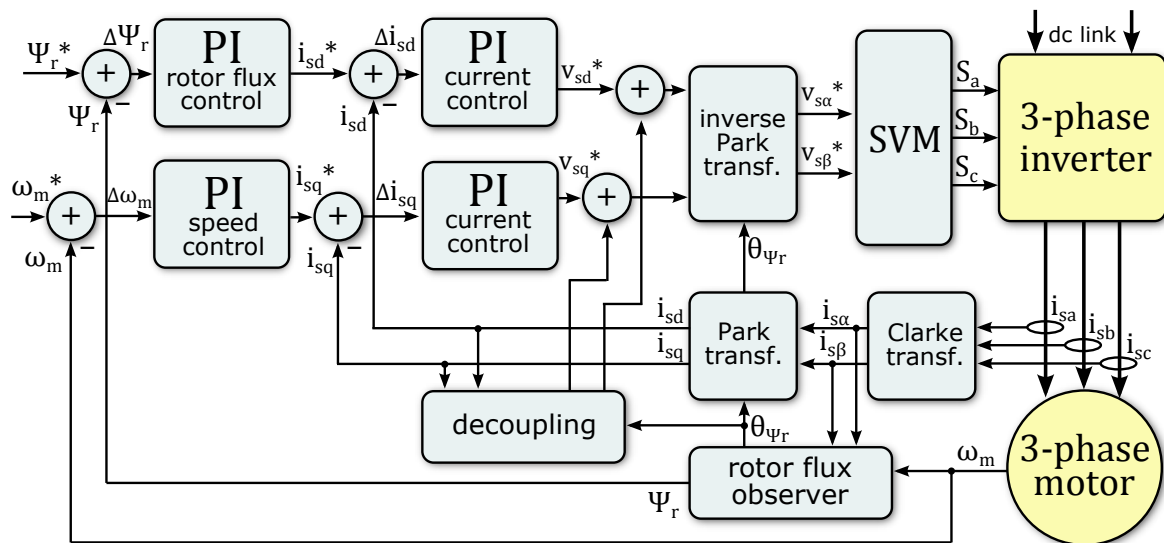 Ψr*
ΔΨr
Ψr
PI
rotor flux
control
isd*
Δisd
isd
PI
current
control
vsd*
inverse
Park
transf.
vsα*
vsβ*
SVM
Sa
Sb
Sc
dc link
3-phase
inverter
ωm*
Δωm
ωm
PI
speed
control
isq*
Δisq
isq
PI
current
control
vsq*
θΨr
isd
isq
Park
transf.
isα
isβ
Clarke
transf.
isa
isb
isc
decoupling
θΨr
rotor flux
observer
Ψr
ωm
3-phase
motor